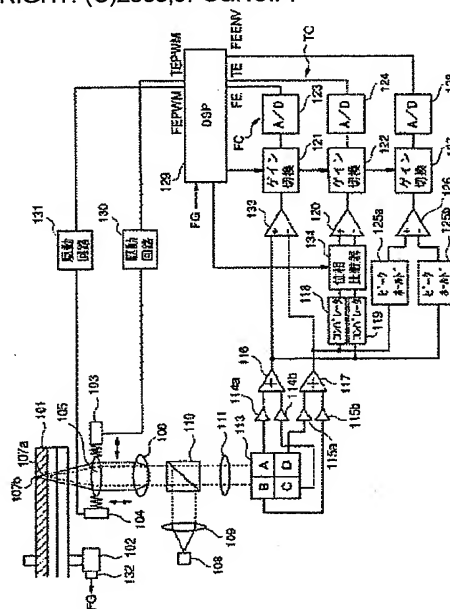 RIGHT:
FEENV
TE
TC
TEPWM
FE
FEPWM
DSP
129
FG
FC
A/D
123
A/D
124
A/D
ゲイン
切換
121
ゲイン
切換
122
ゲイン
切換
131
駆動
回路
130
駆動
回路
133
120
126
134
位相
比較器
118
コンパレータ
コンパレータ
119
125a
ピーク
ホールド
ピーク
ホールド
125b
116
117
114a
114b
115a
115b
113
A
B
C
D
111
110
109
108
105
103
104
101
107a
107b
102
132
FG